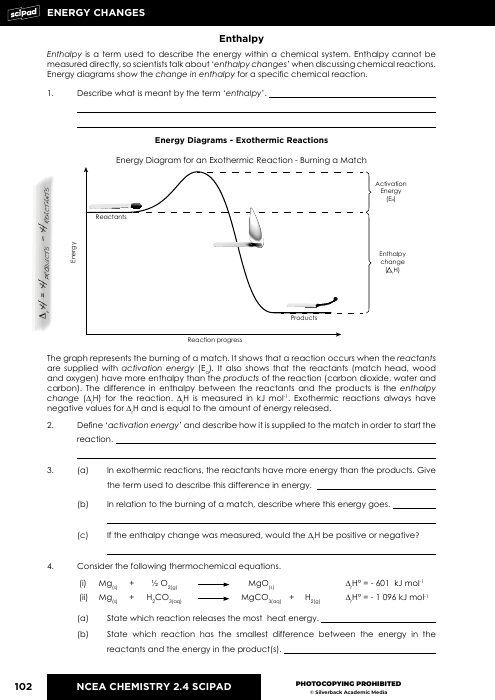 scipad ENERGY CHANGES
Enthalpy
Enthalpy is a term used to describe the energy within a chemical system. Enthalpy cannot be
measured directly, so scientists talk about ‘enthalpy changes’ when discussing chemical reactions.
Energy diagrams show the change in enthalpy for a specific chemical reaction.
1. Describe what is meant by the term ‘enthalpy’.
Energy Diagrams - Exothermic Reactions
Energy Diagram for an Exothermic Reaction - Burning a Match
Activation
Energy
(Eₐ)
Reactants
ΔᵣH = H PRODUCTS - H REACTANTS
Energy
Enthalpy
change
(ΔᵣH)
Products
Reaction progress
The graph represents the burning of a match. It shows that a reaction occurs when the reactants
are supplied with activation energy (Eₐ). It also shows that the reactants (match head, wood
and oxygen) have more enthalpy than the products of the reaction (carbon dioxide, water and
carbon). The difference in enthalpy between the reactants and the products is the enthalpy
change (ΔᵣH) for the reaction. ΔᵣH is measured in kJ mol⁻¹. Exothermic reactions always have
negative values for ΔᵣH and is equal to the amount of energy released.
2. Define ‘activation energy’ and describe how it is supplied to the match in order to start the
reaction.
3. (a) In exothermic reactions, the reactants have more energy than the products. Give
the term used to describe this difference in energy.
(b) In relation to the burning of a match, describe where this energy goes.
(c) If the enthalpy change was measured, would the ΔᵣH be positive or negative?
4. Consider the following thermochemical equations.
(i) Mg(s) + ½ O₂(g) → MgO(s) ΔᵣH° = - 601 kJ mol⁻¹
(ii) Mg(s) + H₂CO₃(aq) → MgCO₃(aq) + H₂(g) ΔᵣH° = - 1 096 kJ mol⁻¹
(a) State which reaction releases the most heat energy.
(b) State which reaction has the smallest difference between the energy in the
reactants and the energy in the product(s).
102 NCEA CHEMISTRY 2.4 SCIPAD PHOTOCOPYING PROHIBITED
© Silverback Academic Media